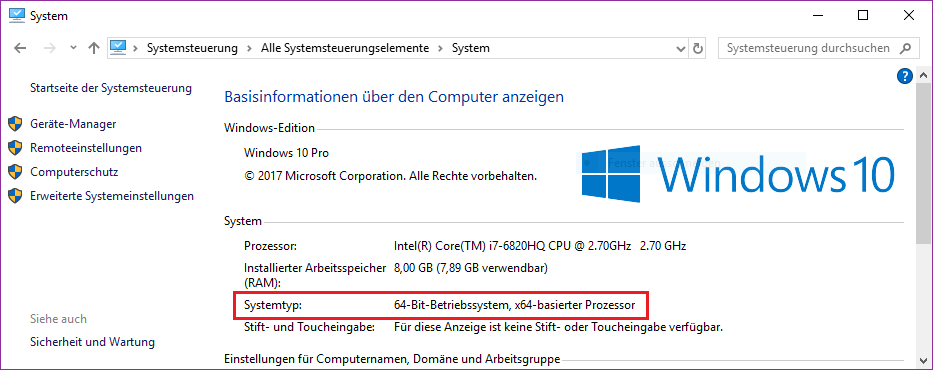 System
Systemsteuerung > Alle Systemsteuerungselemente > System
Systemsteuerung durchsuchen
Startseite der Systemsteuerung
Geräte-Manager
Remoteeinstellungen
Computerschutz
Erweiterte Systemeinstellungen
Siehe auch
Sicherheit und Wartung
?
Basisinformationen über den Computer anzeigen
Windows-Edition
Windows 10 Pro
© 2017 Microsoft Corporation. Alle Rechte vorbehalten.
Windows 10
System
Prozessor: Intel(R) Core(TM) i7-6820HQ CPU @ 2.70GHz 2.70 GHz
Installierter Arbeitsspeicher 8,00 GB (7,89 GB verwendbar)
(RAM):
Systemtyp: 64-Bit-Betriebssystem, x64-basierter Prozessor
Stift- und Toucheingabe: Für diese Anzeige ist keine Stift- oder Toucheingabe verfügbar.
Einstellungen für Computernamen, Domäne und Arbeitsgruppe